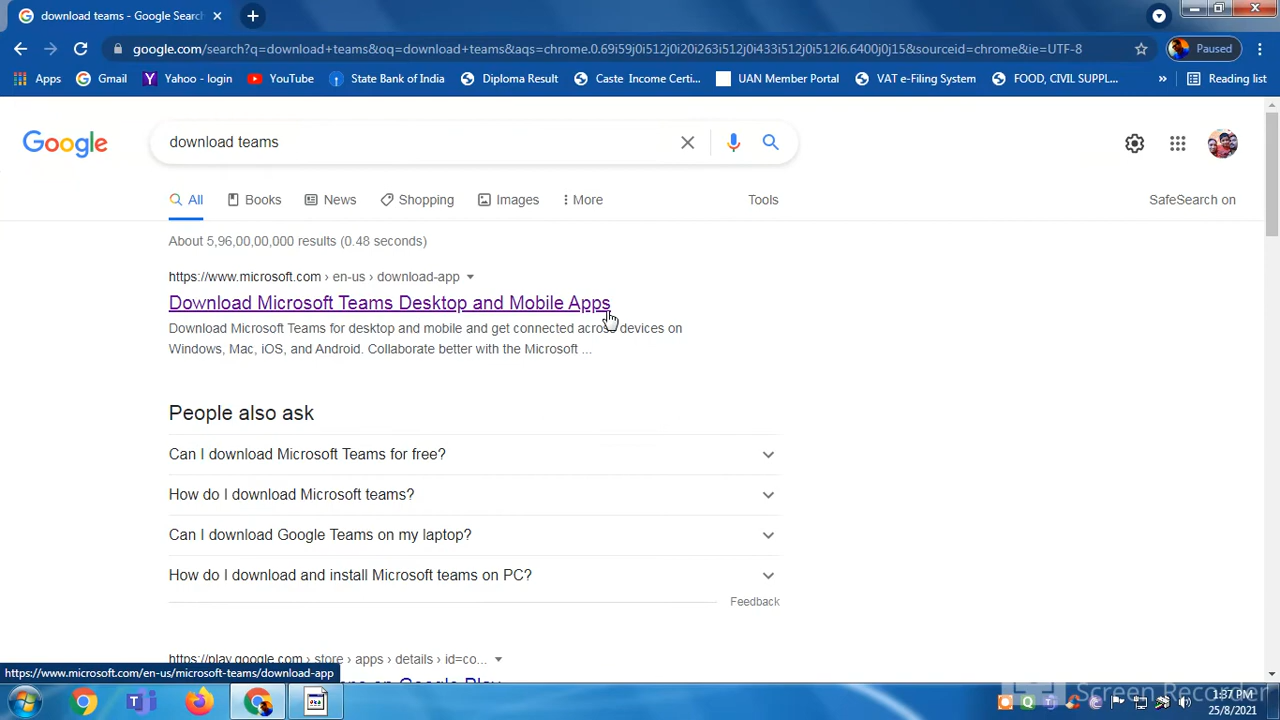 download teams - Google Searc
google.com/search?q=download+teams&oq=download+teams&aqs=chrome.0.69i59j0i512j0i20i263i512j0i433i512j0i512l6.6400j0j15&sourceid=chrome&ie=UTF-8
Paused
Apps
Gmail
Yahoo - login
YouTube
State Bank of India
Diploma Result
Caste Income Certi...
UAN Member Portal
VAT e-Filing System
FOOD, CIVIL SUPPL...
»
Reading list
Google
download teams
All
Books
News
Shopping
Images
More
Tools
SafeSearch on
About 5,96,00,00,000 results (0.48 seconds)
https://www.microsoft.com › en-us › download-app
Download Microsoft Teams Desktop and Mobile Apps
Download Microsoft Teams for desktop and mobile and get connected across devices on
Windows, Mac, iOS, and Android. Collaborate better with the Microsoft ...
People also ask
Can I download Microsoft Teams for free?
How do I download Microsoft teams?
Can I download Google Teams on my laptop?
How do I download and install Microsoft teams on PC?
Feedback
https://play.google.com › store › apps › details › id=co...
on Google Play
https://www.microsoft.com/en-us/microsoft-teams/download-app
Screen Recorder
1:37 PM
25/8/2021